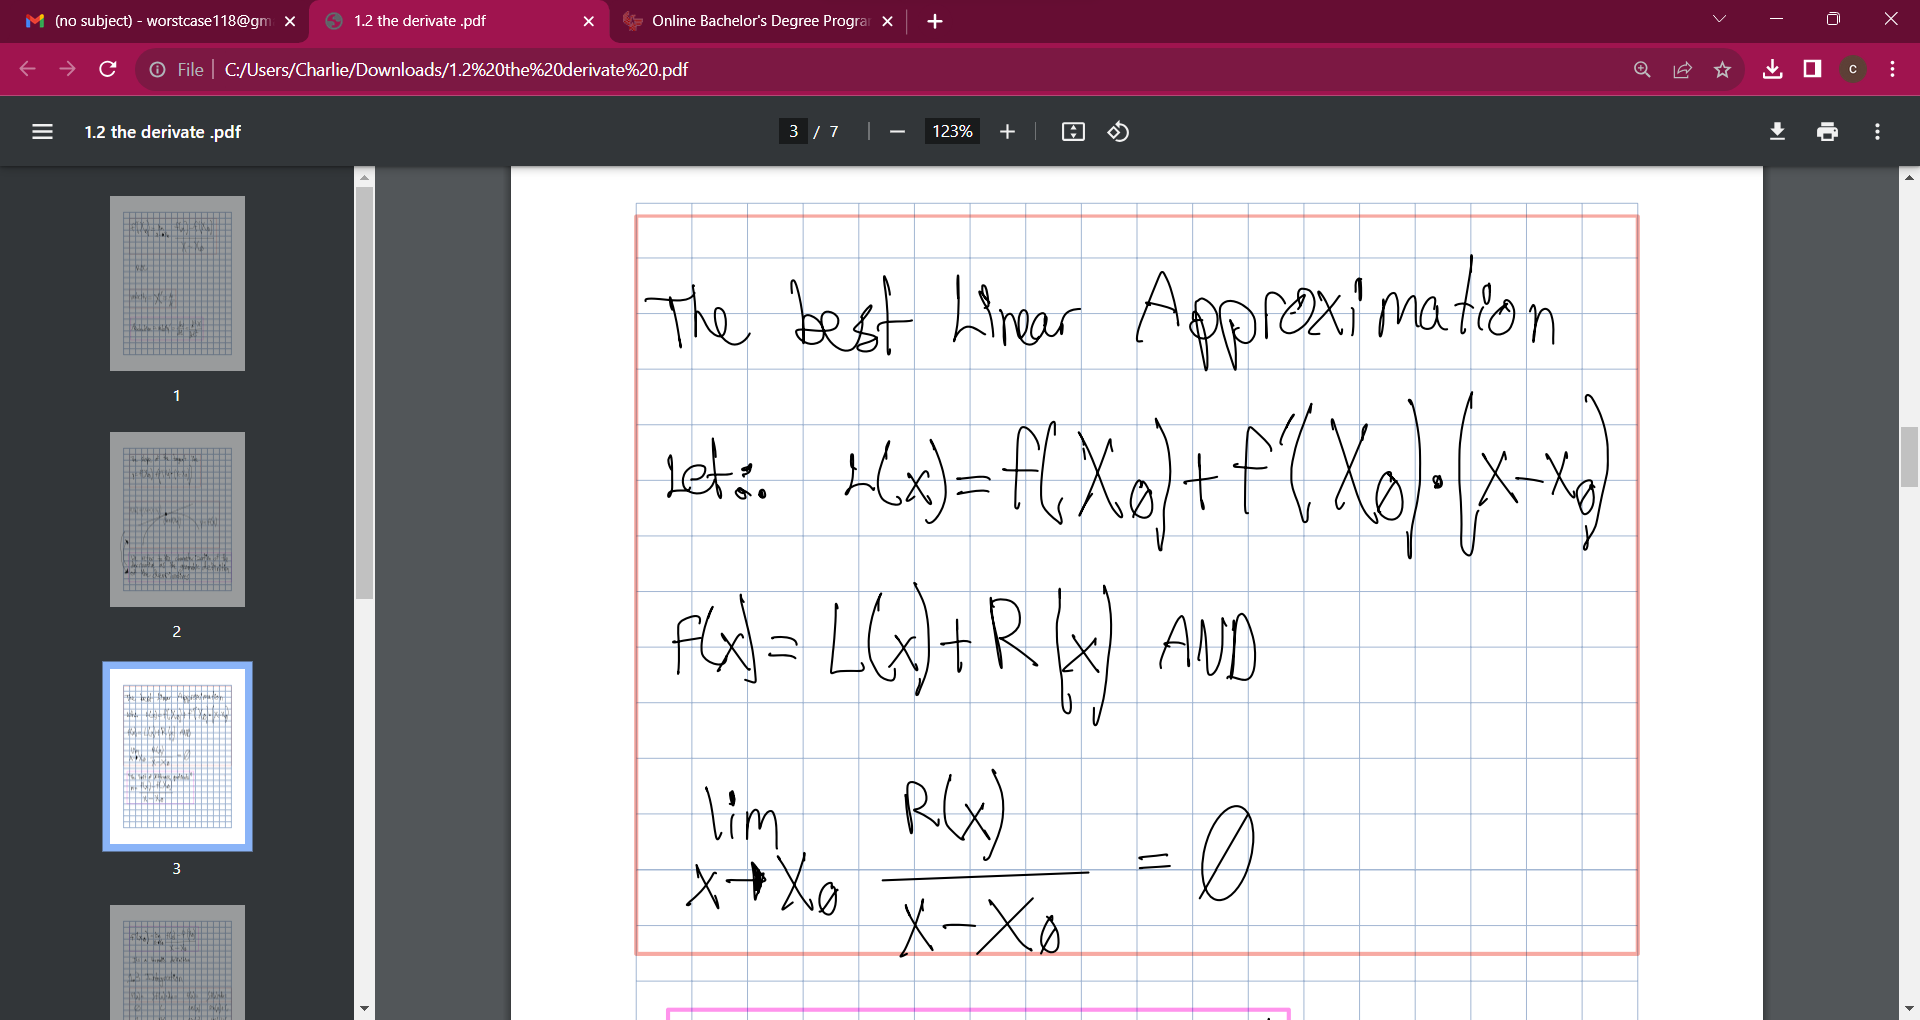 (no subject) - worstcase118@gm
1.2 the derivate .pdf
Online Bachelor's Degree Progra
File
C:/Users/Charlie/Downloads/1.2%20the%20derivate%20.pdf
c
1.2 the derivate .pdf
3 / 7
123%
1
2
3
The best Linear Approximation
Let: L(x)=f(X0)+f'(X0)·(x-x0)
f(x)= L(x)+R(x) AND
lim R(x)
x→X0 x-X0 = 0